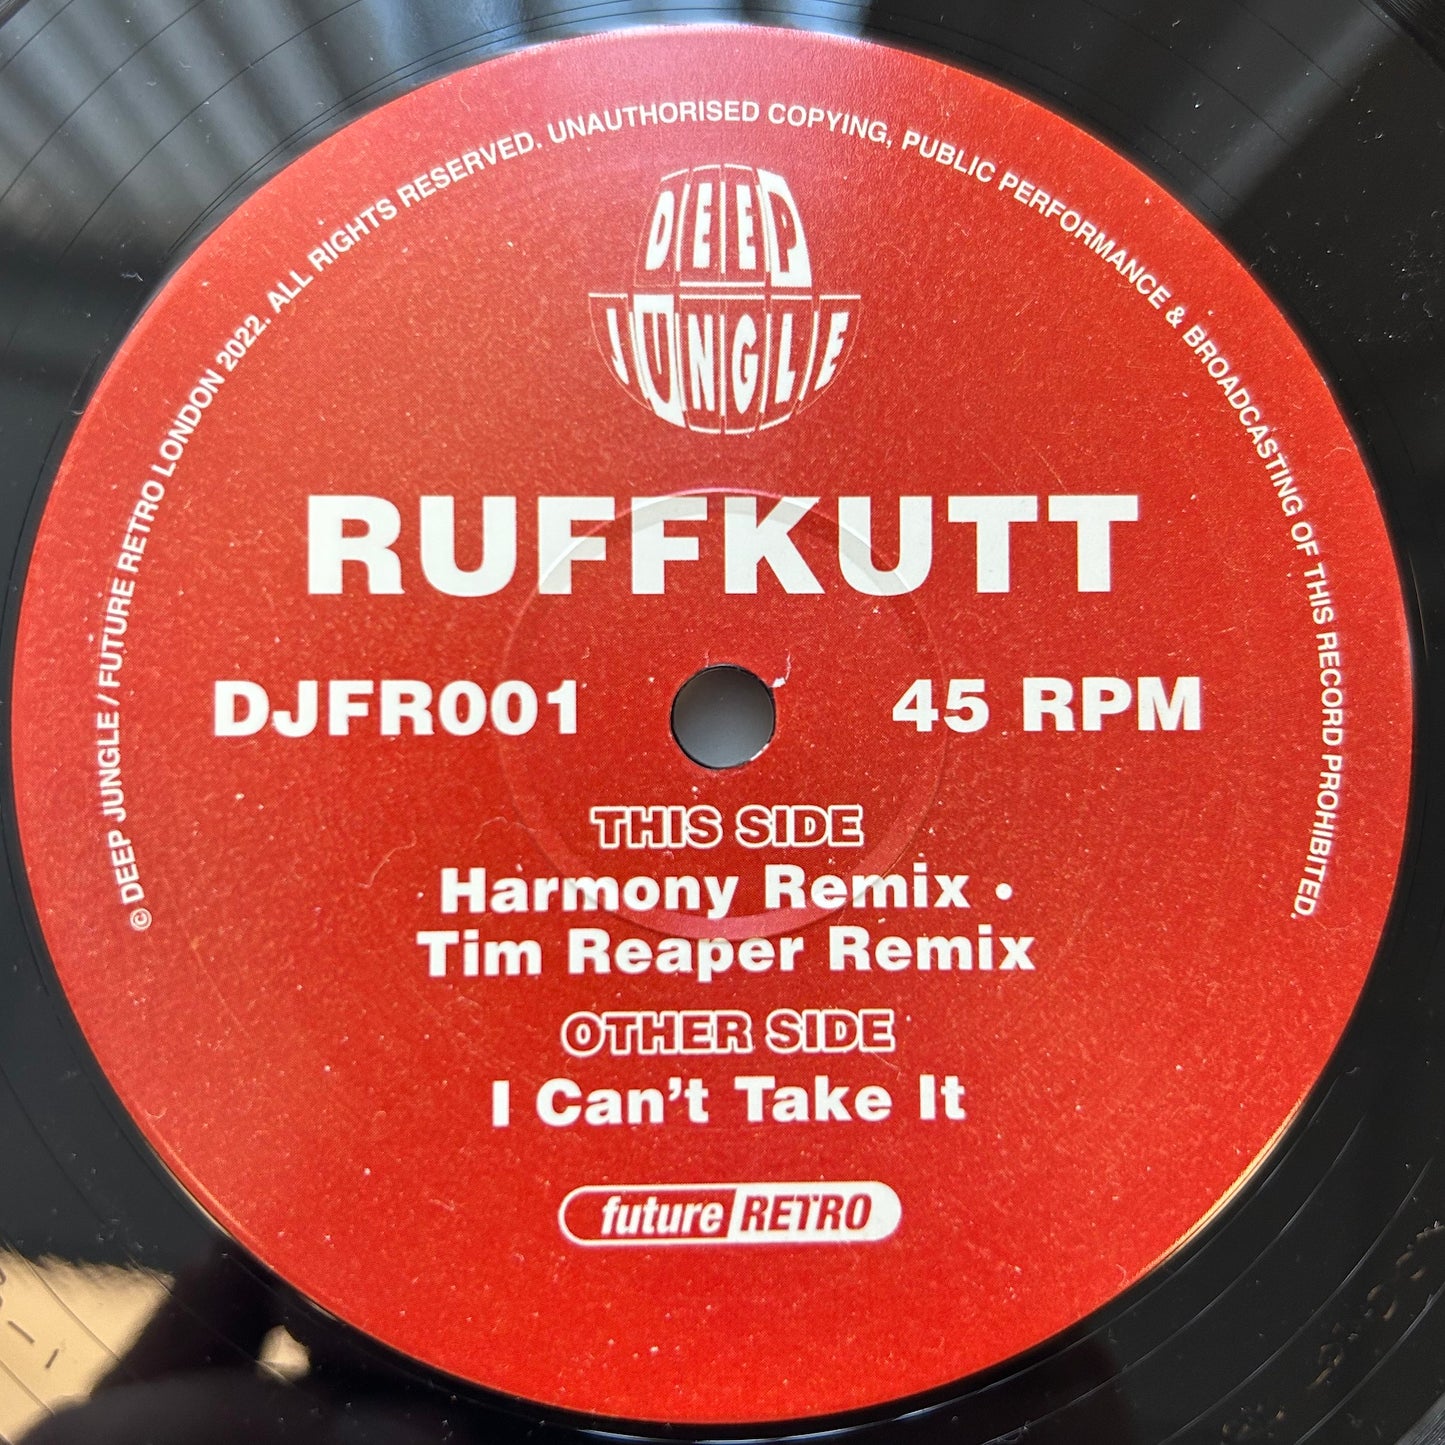 © DEEP JUNGLE / FUTURE RETRO LONDON 2022. ALL RIGHTS RESERVED. UNAUTHORISED COPYING, PUBLIC PERFORMANCE & BROADCASTING OF THIS RECORD PROHIBITED.
DEEP
JUNGLE
RUFFKUTT
DJFR001 45 RPM
THIS SIDE
Harmony Remix •
Tim Reaper Remix
OTHER SIDE
I Can’t Take It
future RETRO